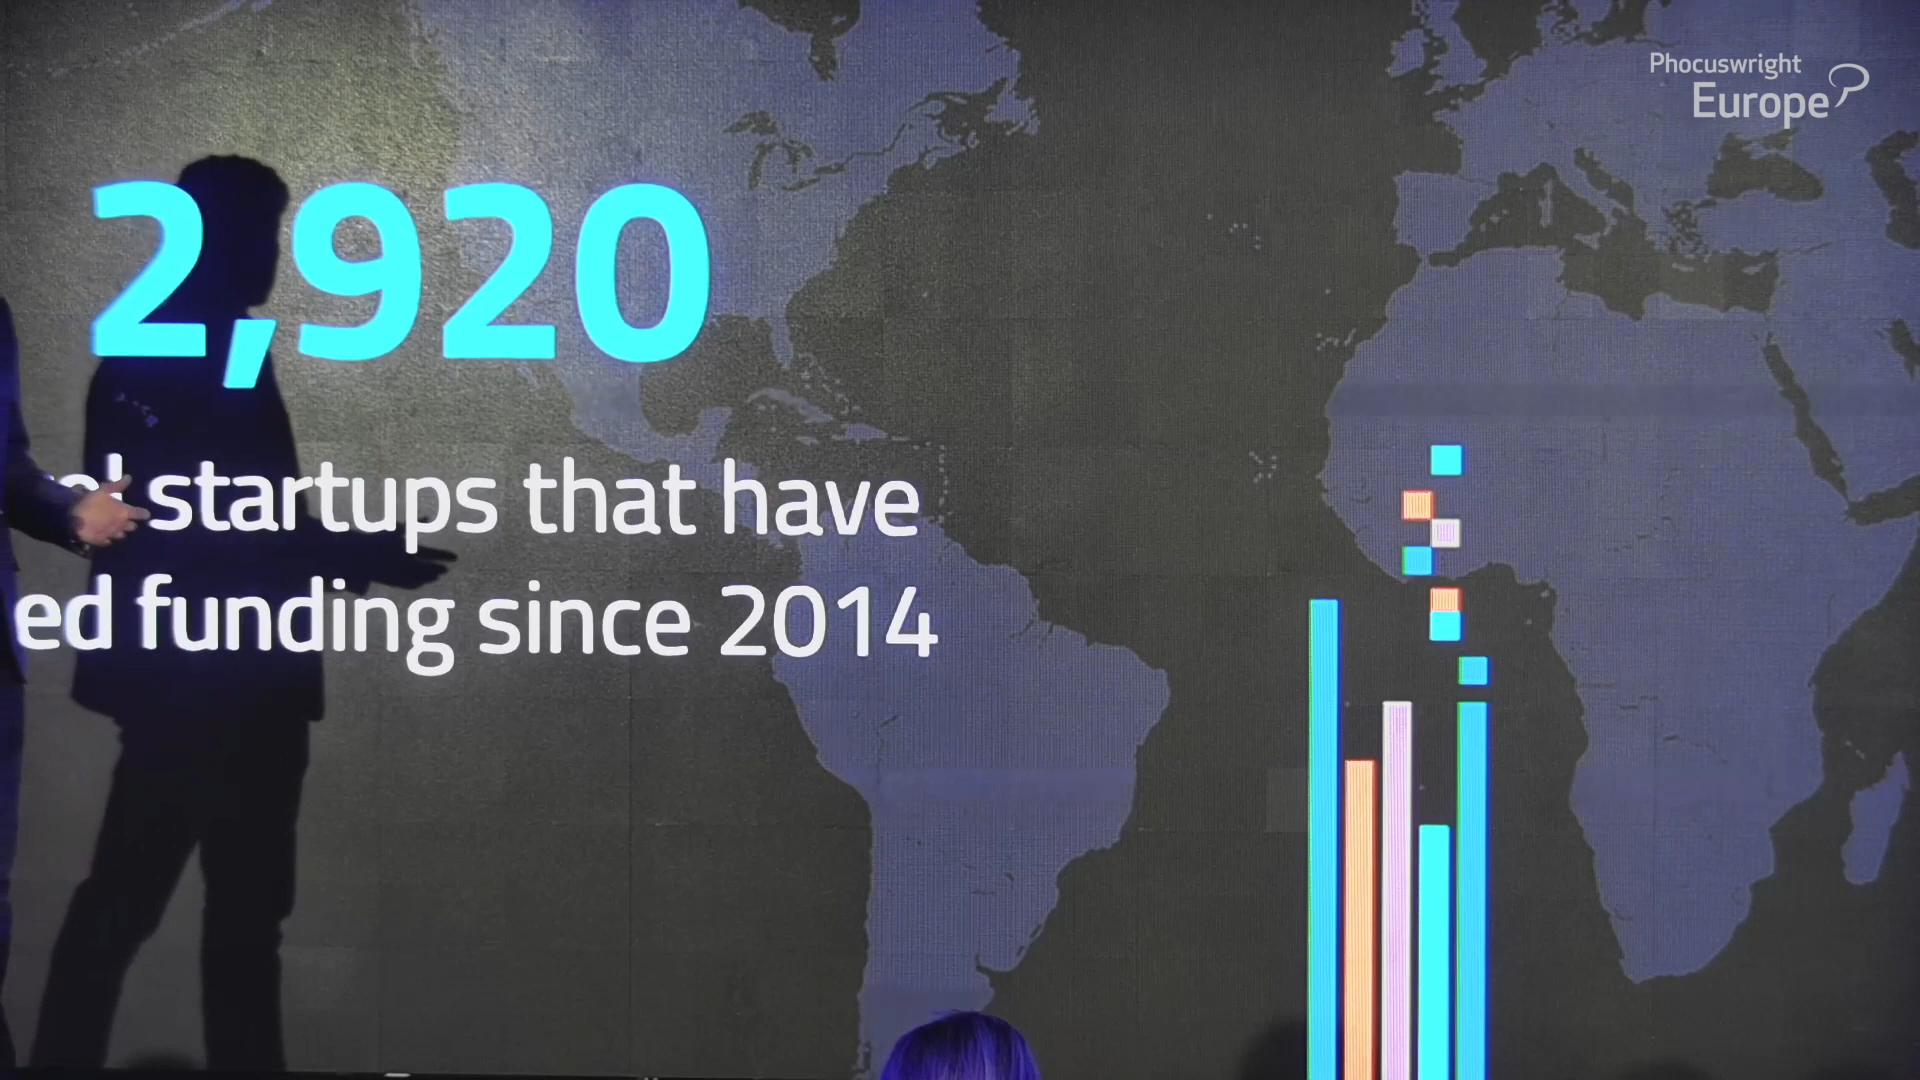 Phocuswright
Europe
2,920
startups that have
ed funding since 2014